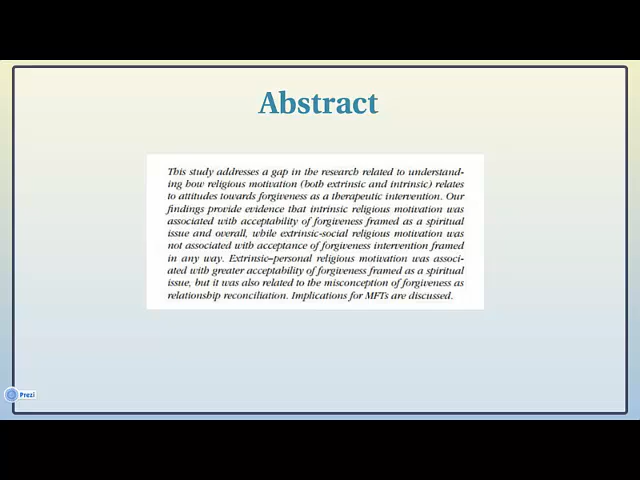 Abstract
This study addresses a gap in the research related to understand-
ing how religious motivation (both extrinsic and intrinsic) relates
to attitudes towards forgiveness as a therapeutic intervention. Our
findings provide evidence that intrinsic religious motivation was
associated with acceptability of forgiveness framed as a spiritual
issue and overall, while extrinsic-social religious motivation was
not associated with acceptance of forgiveness intervention framed
in any way. Extrinsic–personal religious motivation was associ-
ated with greater acceptability of forgiveness framed as a spiritual
issue, but it was also related to the misconception of forgiveness as
relationship reconciliation. Implications for MFTs are discussed.
Prezi